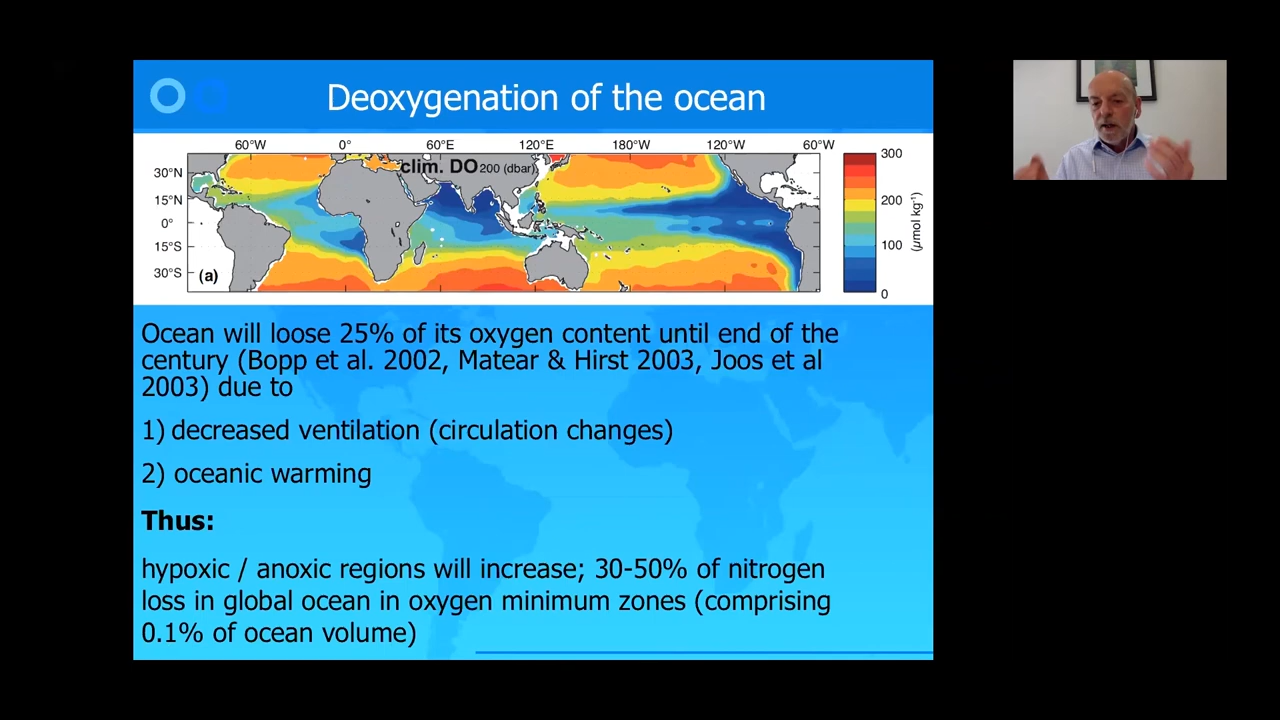 Deoxygenation of the ocean
60°W 0° 60°E 120°E 180°W 120°W 60°W
clim. DO 200 (dbar)
30°N
15°N
0°
15°S
30°S
(a)
300
200
100
0
(μmol kg⁻¹)
Ocean will loose 25% of its oxygen content until end of the
century (Bopp et al. 2002, Matear & Hirst 2003, Joos et al
2003) due to
1) decreased ventilation (circulation changes)
2) oceanic warming
Thus:
hypoxic / anoxic regions will increase; 30-50% of nitrogen
loss in global ocean in oxygen minimum zones (comprising
0.1% of ocean volume)